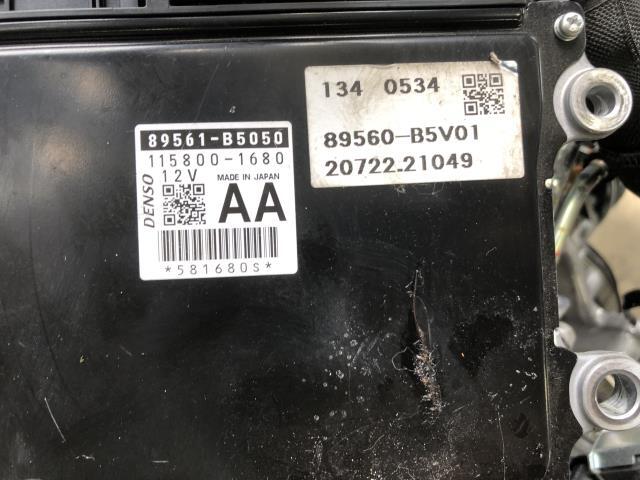 89561-B5050
115800-1680
12V MADE IN JAPAN
DENSO
AA
*581680S*
134 0534
89560-B5V01
20722.21049